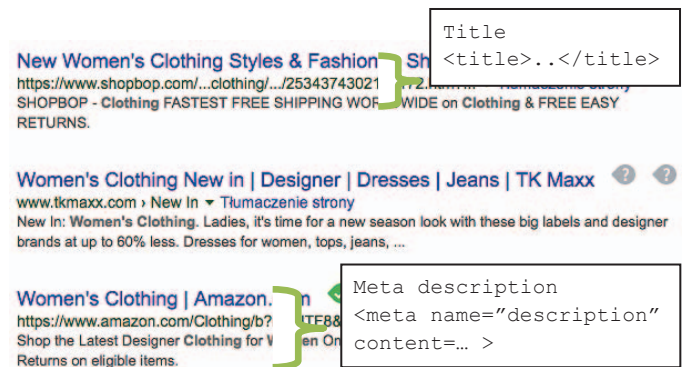 Title
<title>..</title>
New Women's Clothing Styles & Fashion Sh
https://www.shopbop.com/...clothing/.../25343743021
SHOPBOP - Clothing FASTEST FREE SHIPPING WIDE on Clothing & FREE EASY
RETURNS.
Women's Clothing New in | Designer | Dresses | Jeans | TK Maxx
www.tkmaxx.com › New In ▾ Tłumaczenie strony
New In: Women's Clothing. Ladies, it's time for a new season look with these big labels and designer
brands at up to 60% less. Dresses for women, tops, jeans, ...
Meta description
<meta name=”description”
content=… >
Women's Clothing | Amazon.
https://www.amazon.com/Clothing/b?
Shop the Latest Designer Clothing for
Returns on eligible items.